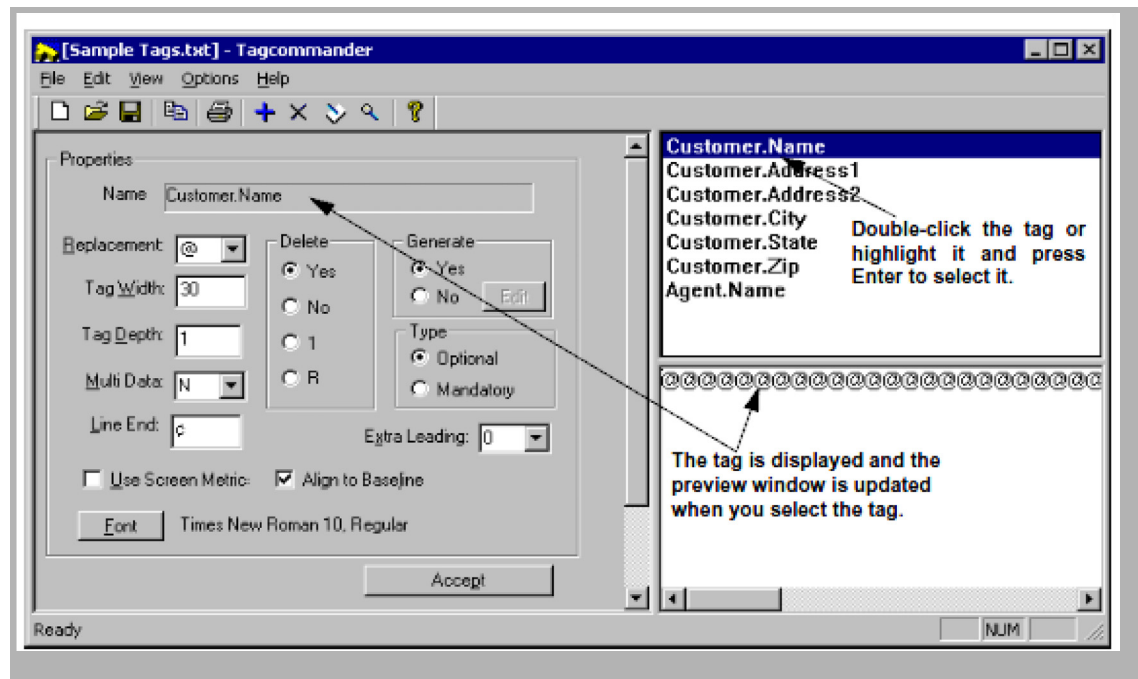 [Sample Tags.txt] - Tagcommander
File Edit View Options Help
Properties
Name Customer.Name
Replacement: @
Tag Width: 30
Tag Depth: 1
Multi Data: N
Line End: ç
Delete
Yes
No
1
R
Generate
Yes
No Edit
Type
Optional
Mandatory
Extra Leading: 0
Use Screen Metric
Align to Baseline
Font Times New Roman 10, Regular
Accept
Customer.Name
Customer.Address1
Customer.Address2
Customer.City
Customer.State
Customer.Zip
Agent.Name
Double-click the tag or
highlight it and press
Enter to select it.
@@@@@@@@@@@@@@@@@@@@@@@@@@
The tag is displayed and the
preview window is updated
when you select the tag.
Ready
NUM